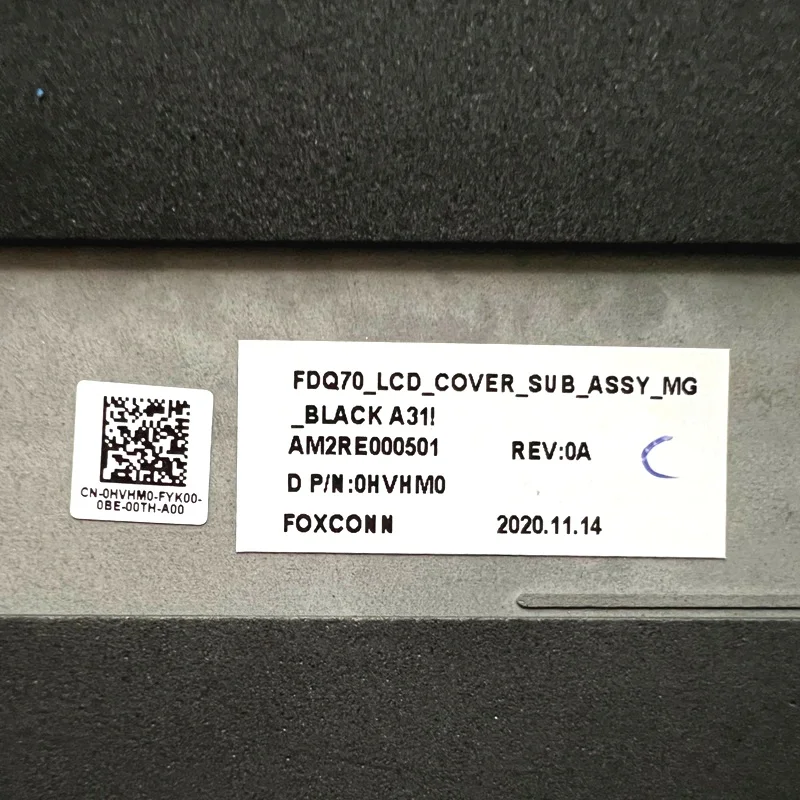 FDQ70_LCD_COVER_SUB_ASSY_MG
_BLACK A31!
AM2RE000501 REV:0A
D P/N:0HVHM0
FOXCONN 2020.11.14
CN-0HVHM0-FYK00-
0BE-00TH-A00